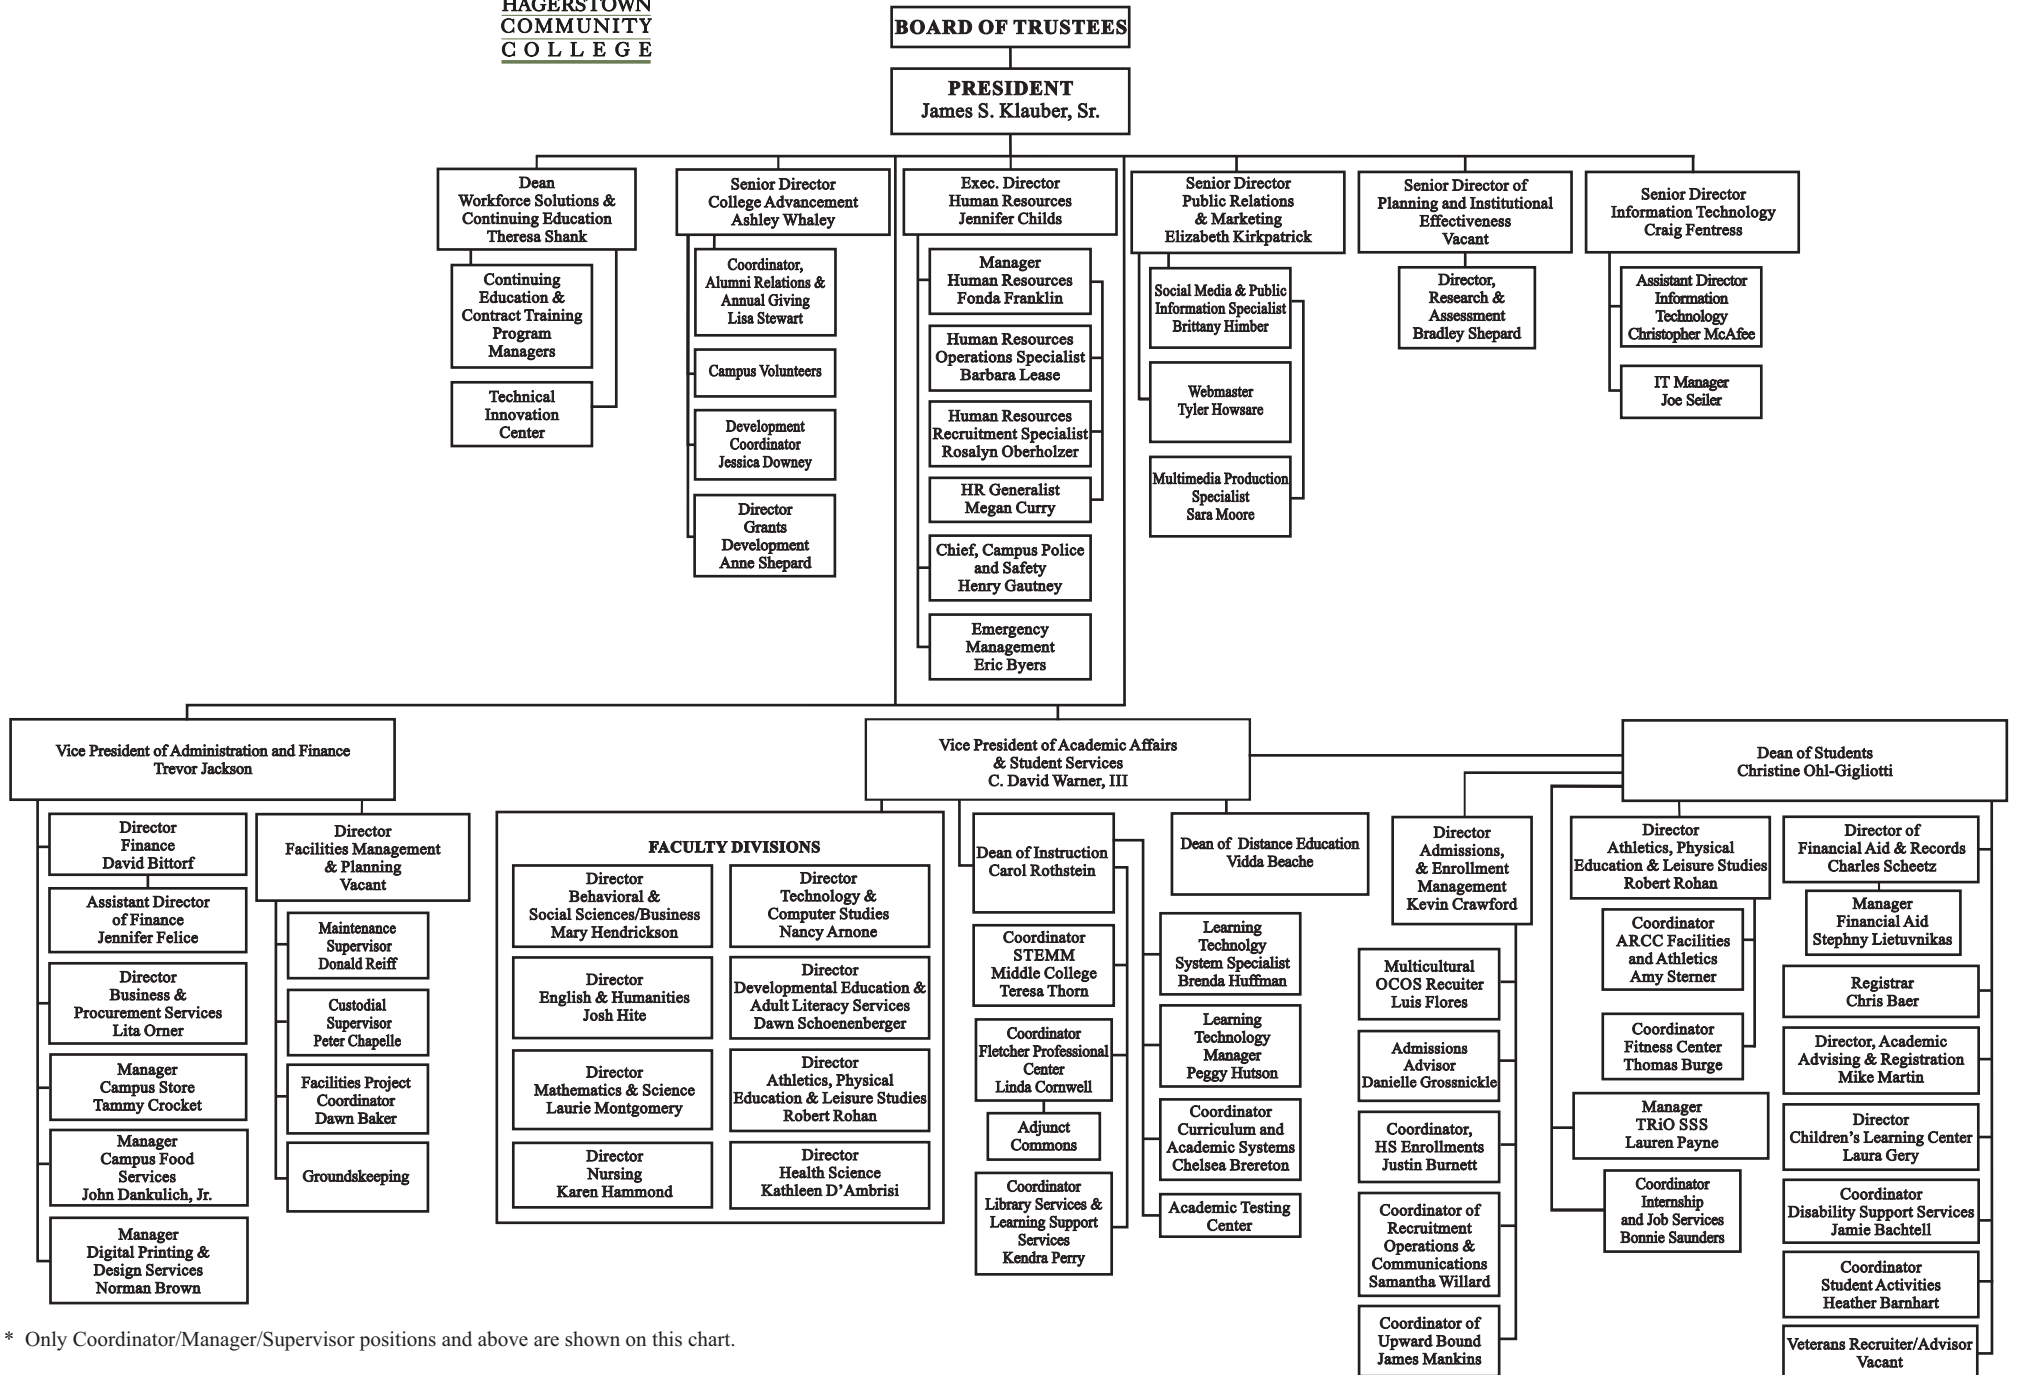 HAGERSTOWN
COMMUNITY
COLLEGE
BOARD OF TRUSTEES
PRESIDENT
James S. Klauber, Sr.
Dean
Workforce Solutions &
Continuing Education
Theresa Shank
Continuing
Education &
Contract Training
Program
Managers
Technical
Innovation
Center
Senior Director
College Advancement
Ashley Whaley
Coordinator,
Alumni Relations &
Annual Giving
Lisa Stewart
Campus Volunteers
Development
Coordinator
Jessica Downey
Director
Grants
Development
Anne Shepard
Exec. Director
Human Resources
Jennifer Childs
Manager
Human Resources
Fonda Franklin
Human Resources
Operations Specialist
Barbara Lease
Human Resources
Recruitment Specialist
Rosalyn Oberholzer
HR Generalist
Megan Curry
Chief, Campus Police
and Safety
Henry Gautney
Emergency
Management
Eric Byers
Senior Director
Public Relations
& Marketing
Elizabeth Kirkpatrick
Social Media & Public
Information Specialist
Brittany Himber
Webmaster
Tyler Howsare
Multimedia Production
Specialist
Sara Moore
Senior Director of
Planning and Institutional
Effectiveness
Vacant
Director,
Research &
Assessment
Bradley Shepard
Senior Director
Information Technology
Craig Fentress
Assistant Director
Information
Technology
Christopher McAfee
IT Manager
Joe Seiler
Vice President of Administration and Finance
Trevor Jackson
Director
Finance
David Bittorf
Assistant Director
of Finance
Jennifer Felice
Director
Business &
Procurement Services
Lita Orner
Manager
Campus Store
Tammy Crocket
Manager
Campus Food
Services
John Dankulich, Jr.
Manager
Digital Printing &
Design Services
Norman Brown
Director
Facilities Management
& Planning
Vacant
Maintenance
Supervisor
Donald Reiff
Custodial
Supervisor
Peter Chapelle
Facilities Project
Coordinator
Dawn Baker
Groundskeeping
Vice President of Academic Affairs
& Student Services
C. David Warner, III
FACULTY DIVISIONS
Director
Behavioral &
Social Sciences/Business
Mary Hendrickson
Director
Technology &
Computer Studies
Nancy Arnone
Director
English & Humanities
Josh Hite
Director
Developmental Education &
Adult Literacy Services
Dawn Schoenenberger
Director
Mathematics & Science
Laurie Montgomery
Director
Athletics, Physical
Education & Leisure Studies
Robert Rohan
Director
Nursing
Karen Hammond
Director
Health Science
Kathleen D'Ambrisi
Dean of Instruction
Carol Rothstein
Coordinator
STEMM
Middle College
Teresa Thorn
Coordinator
Fletcher Professional
Center
Linda Cornwell
Adjunct
Commons
Coordinator
Library Services &
Learning Support
Services
Kendra Perry
Dean of Distance Education
Vidda Beache
Learning
Technolgy
System Specialist
Brenda Huffman
Learning
Technology
Manager
Peggy Hutson
Coordinator
Curriculum and
Academic Systems
Chelsea Brereton
Academic Testing
Center
Dean of Students
Christine Ohl-Gigliotti
Director
Admissions,
& Enrollment
Management
Kevin Crawford
Multicultural
OCOS Recuiter
Luis Flores
Admissions
Advisor
Danielle Grossnickle
Coordinator,
HS Enrollments
Justin Burnett
Coordinator of
Recruitment
Operations &
Communications
Samantha Willard
Coordinator of
Upward Bound
James Mankins
Director
Athletics, Physical
Education & Leisure Studies
Robert Rohan
Coordinator
ARCC Facilities
and Athletics
Amy Sterner
Coordinator
Fitness Center
Thomas Burge
Manager
TRiO SSS
Lauren Payne
Coordinator
Internship
and Job Services
Bonnie Saunders
Director of
Financial Aid & Records
Charles Scheetz
Manager
Financial Aid
Stephny Lietuvnikas
Registrar
Chris Baer
Director, Academic
Advising & Registration
Mike Martin
Director
Children's Learning Center
Laura Gery
Coordinator
Disability Support Services
Jamie Bachtell
Coordinator
Student Activities
Heather Barnhart
Veterans Recruiter/Advisor
Vacant
* Only Coordinator/Manager/Supervisor positions and above are shown on this chart.